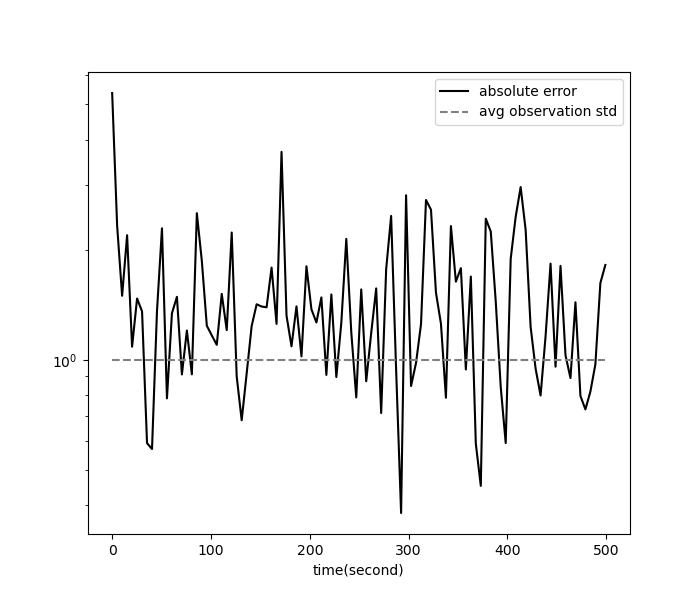 absolute error
avg observation std
10⁰
0 100 200 300 400 500
time(second)